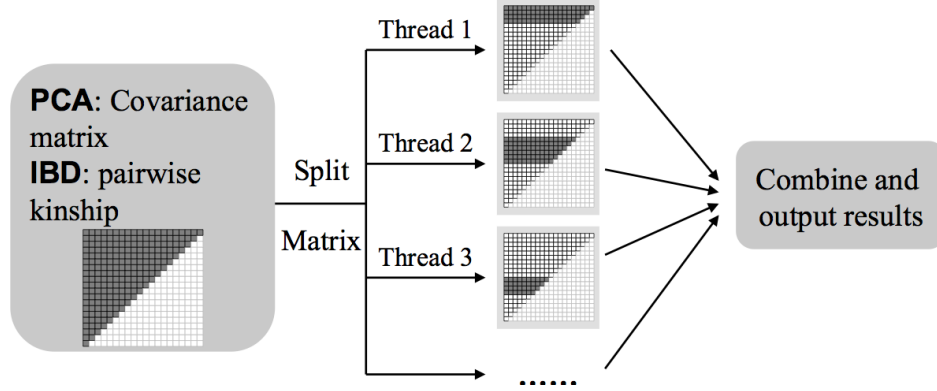 PCA: Covariance
matrix
IBD: pairwise
kinship
Split
Matrix
Thread 1
Thread 2
Thread 3
......
Combine and
output results